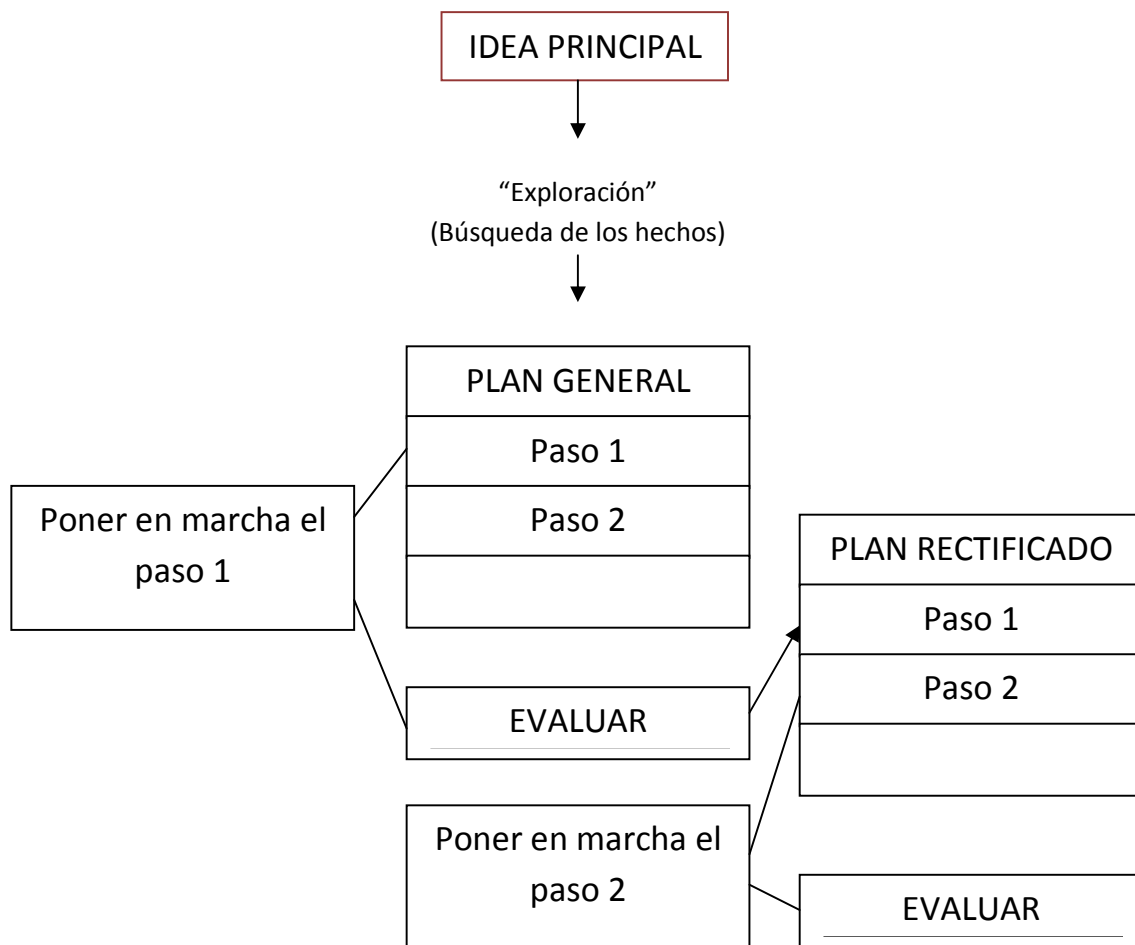 IDEA PRINCIPAL
“Exploración”
(Búsqueda de los hechos)
PLAN GENERAL
Paso 1
Paso 2
Poner en marcha el
paso 1
EVALUAR
PLAN RECTIFICADO
Paso 1
Paso 2
Poner en marcha el
paso 2
EVALUAR